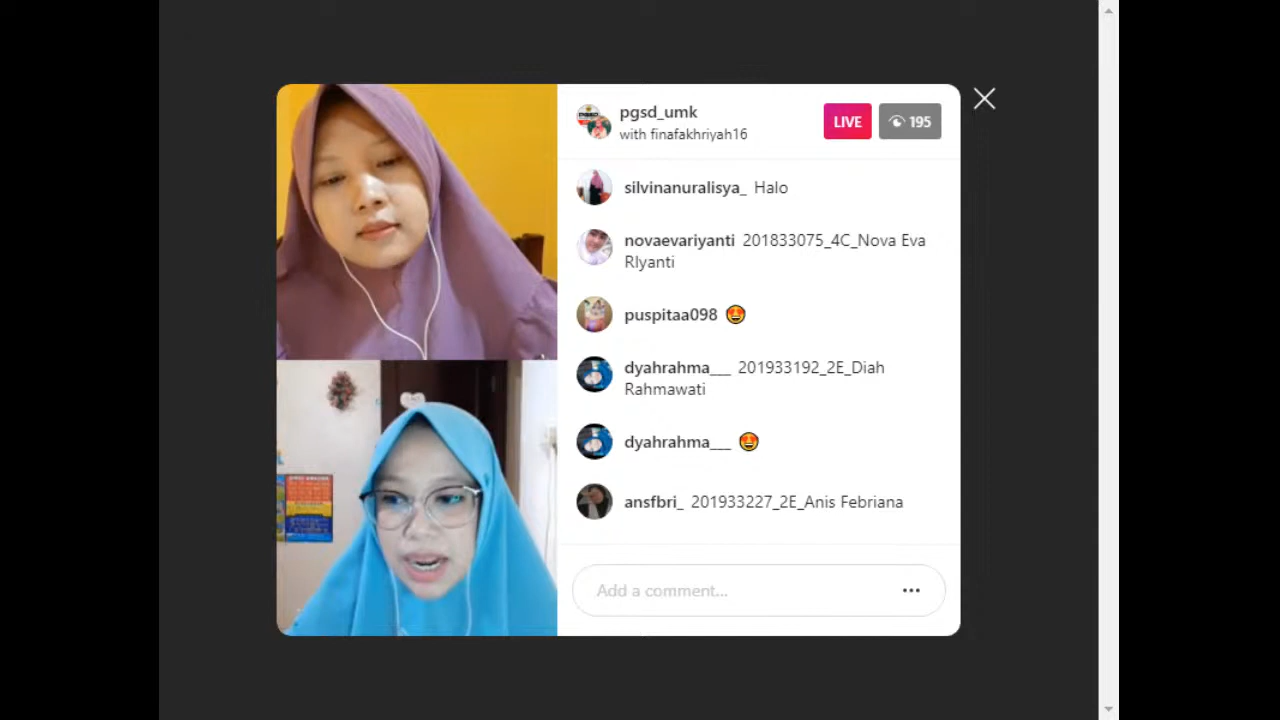 pgsd_umk
with finafakhriyah16
LIVE
195
silvinanuralisya_ Halo
novaevariyanti 201833075_4C_Nova Eva
RIyanti
puspitaa098 🤩
dyahrahma___ 201933192_2E_Diah
Rahmawati
dyahrahma___ 🤩
ansfbri_ 201933227_2E_Anis Febriana
Add a comment...